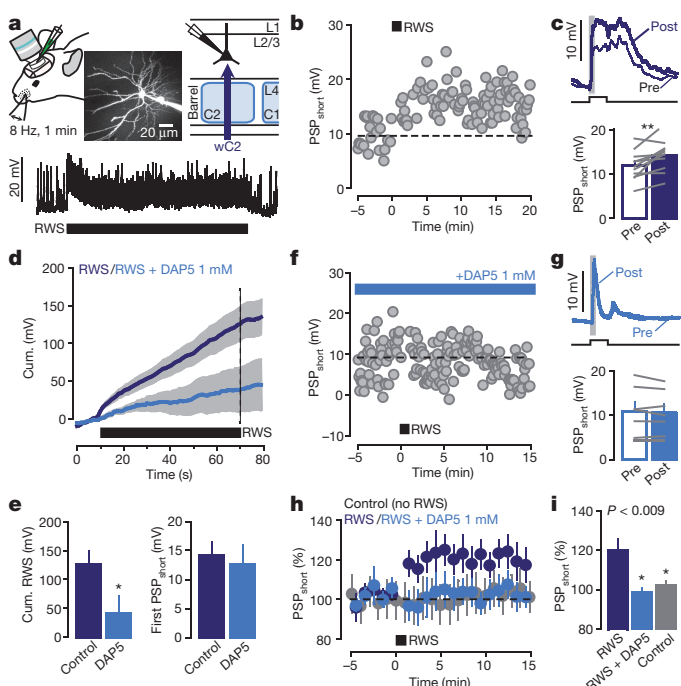 a
8 Hz, 1 min
20 μm
L1
L2/3
Barrel
C2
L4
C1
wC2
20 mV
RWS
b
RWS
PSPshort (mV)
30
20
10
0
−5 0 5 10 15 20
Time (min)
c
10 mV
Post
Pre
**
PSPshort (mV)
20
10
0
Pre
Post
d
RWS/RWS + DAP5 1 mM
Cum. (mV)
200
150
100
50
0
RWS
0 20 40 60 80
Time (s)
f
+DAP5 1 mM
PSPshort (mV)
30
20
10
0
−10
RWS
−5 0 5 10 15
Time (min)
g
10 mV
Post
Pre
PSPshort (mV)
20
10
0
Pre
Post
e
Cum. RWS (mV)
200
150
100
50
0
*
Control
DAP5
First PSPshort (mV)
20
15
10
5
0
Control
DAP5
h
Control (no RWS)
RWS/RWS + DAP5 1 mM
PSPshort (%)
140
120
100
80
RWS
−5 0 5 10 15
Time (min)
i
P < 0.009
PSPshort (%)
140
120
100
80
* *
RWS
RWS + DAP5
Control